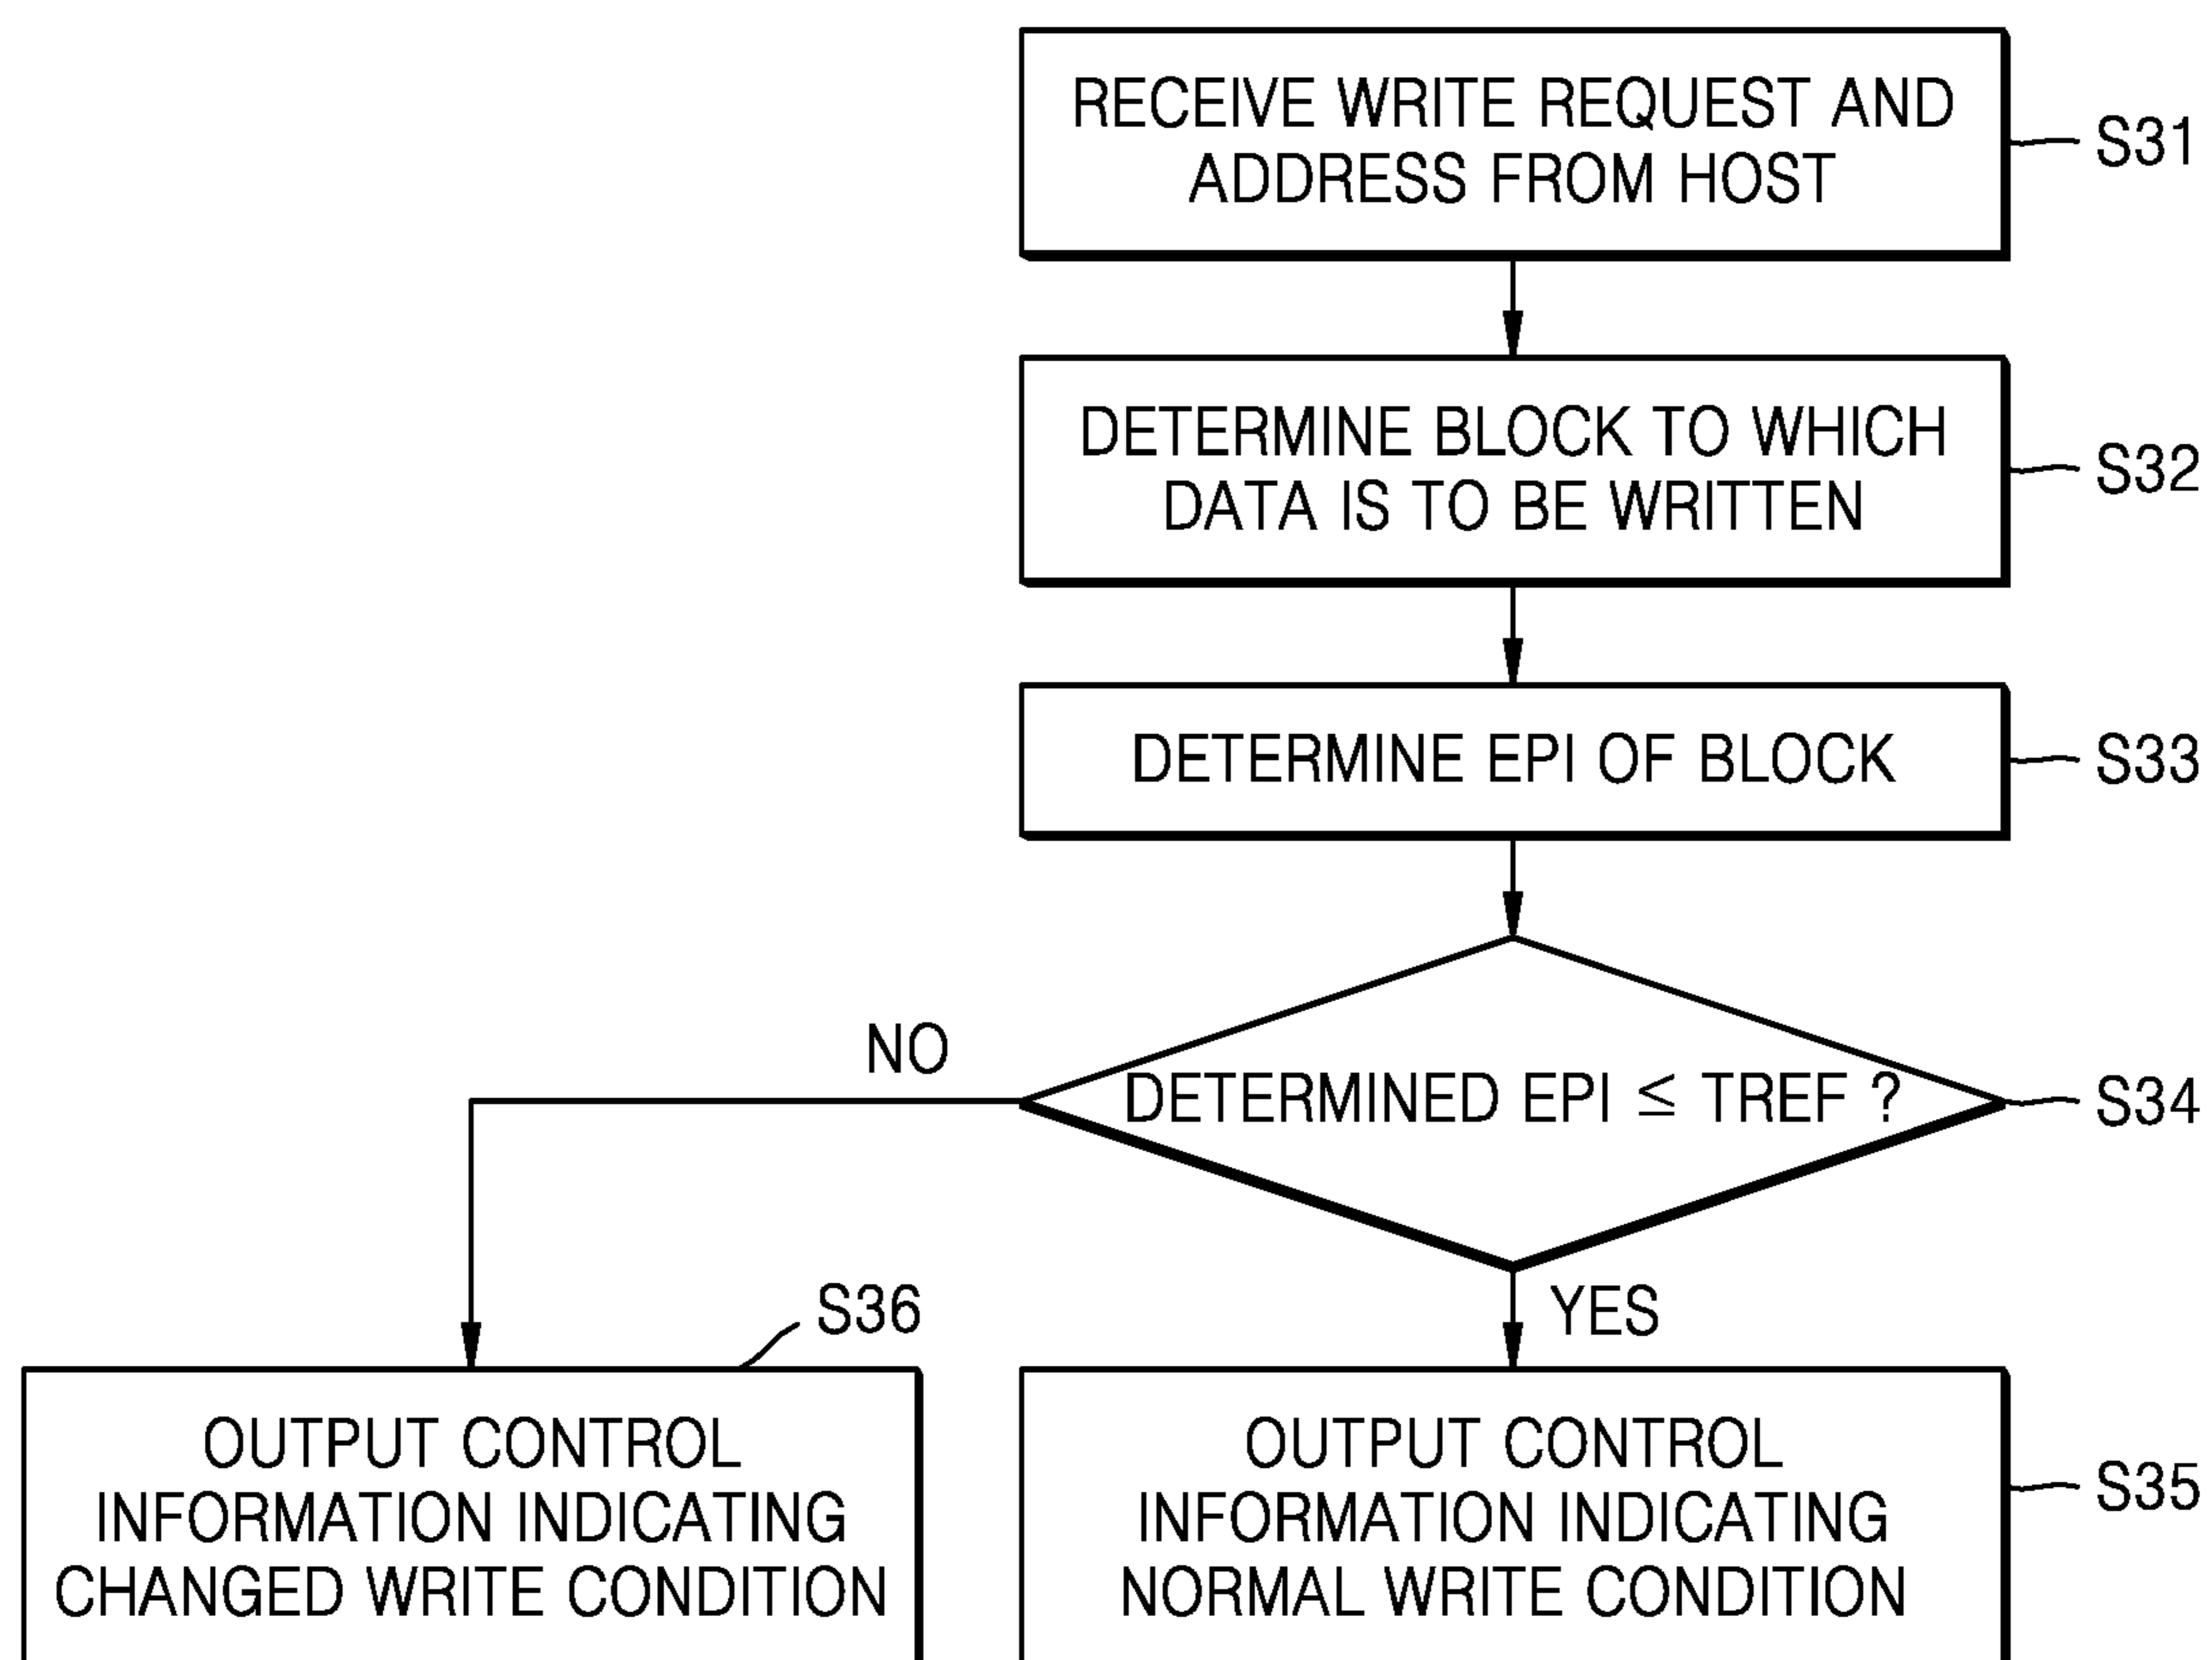 RECEIVE WRITE REQUEST AND
ADDRESS FROM HOST
S31
DETERMINE BLOCK TO WHICH
DATA IS TO BE WRITTEN
S32
DETERMINE EPI OF BLOCK
S33
NO
DETERMINED EPI ≤ TREF ?
S34
YES
S36
OUTPUT CONTROL
INFORMATION INDICATING
CHANGED WRITE CONDITION
OUTPUT CONTROL
INFORMATION INDICATING
NORMAL WRITE CONDITION
S35